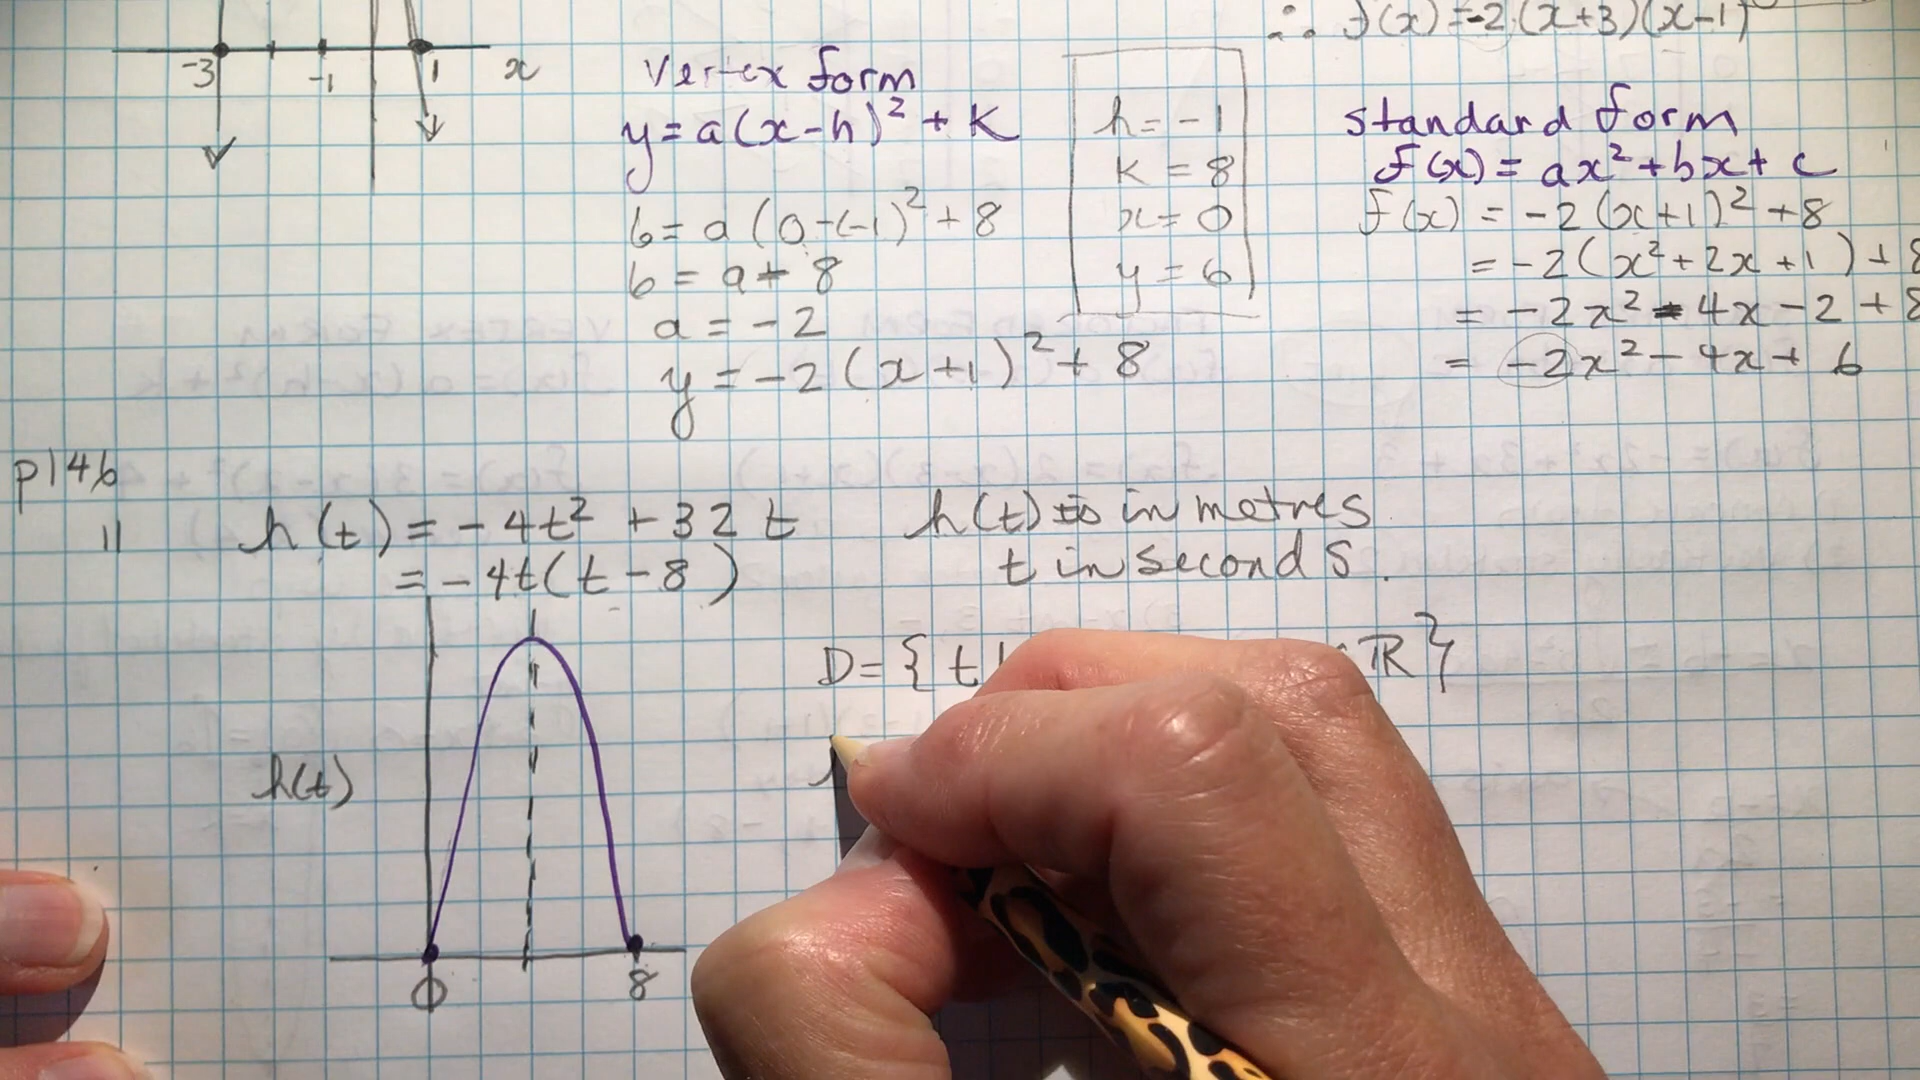 ∴ f(x) = -2(x+3)(x-1)
-3 -1 1 x
Vertex form
y = a(x-h)² + k
6 = a(0-(-1)² + 8
6 = a + 8
a = -2
y = -2(x+1)² + 8
h = -1
k = 8
x = 0
y = 6
standard form
f(x) = ax² + bx + c
f(x) = -2(x+1)² + 8
= -2(x² + 2x + 1) + 8
= -2x² - 4x - 2 + 8
= -2x² - 4x + 6
p146
11 h(t) = -4t² + 32t
= -4t(t-8)
h(t) in metres
t in seconds.
h(t)
0 8
D = { t | ℝ }